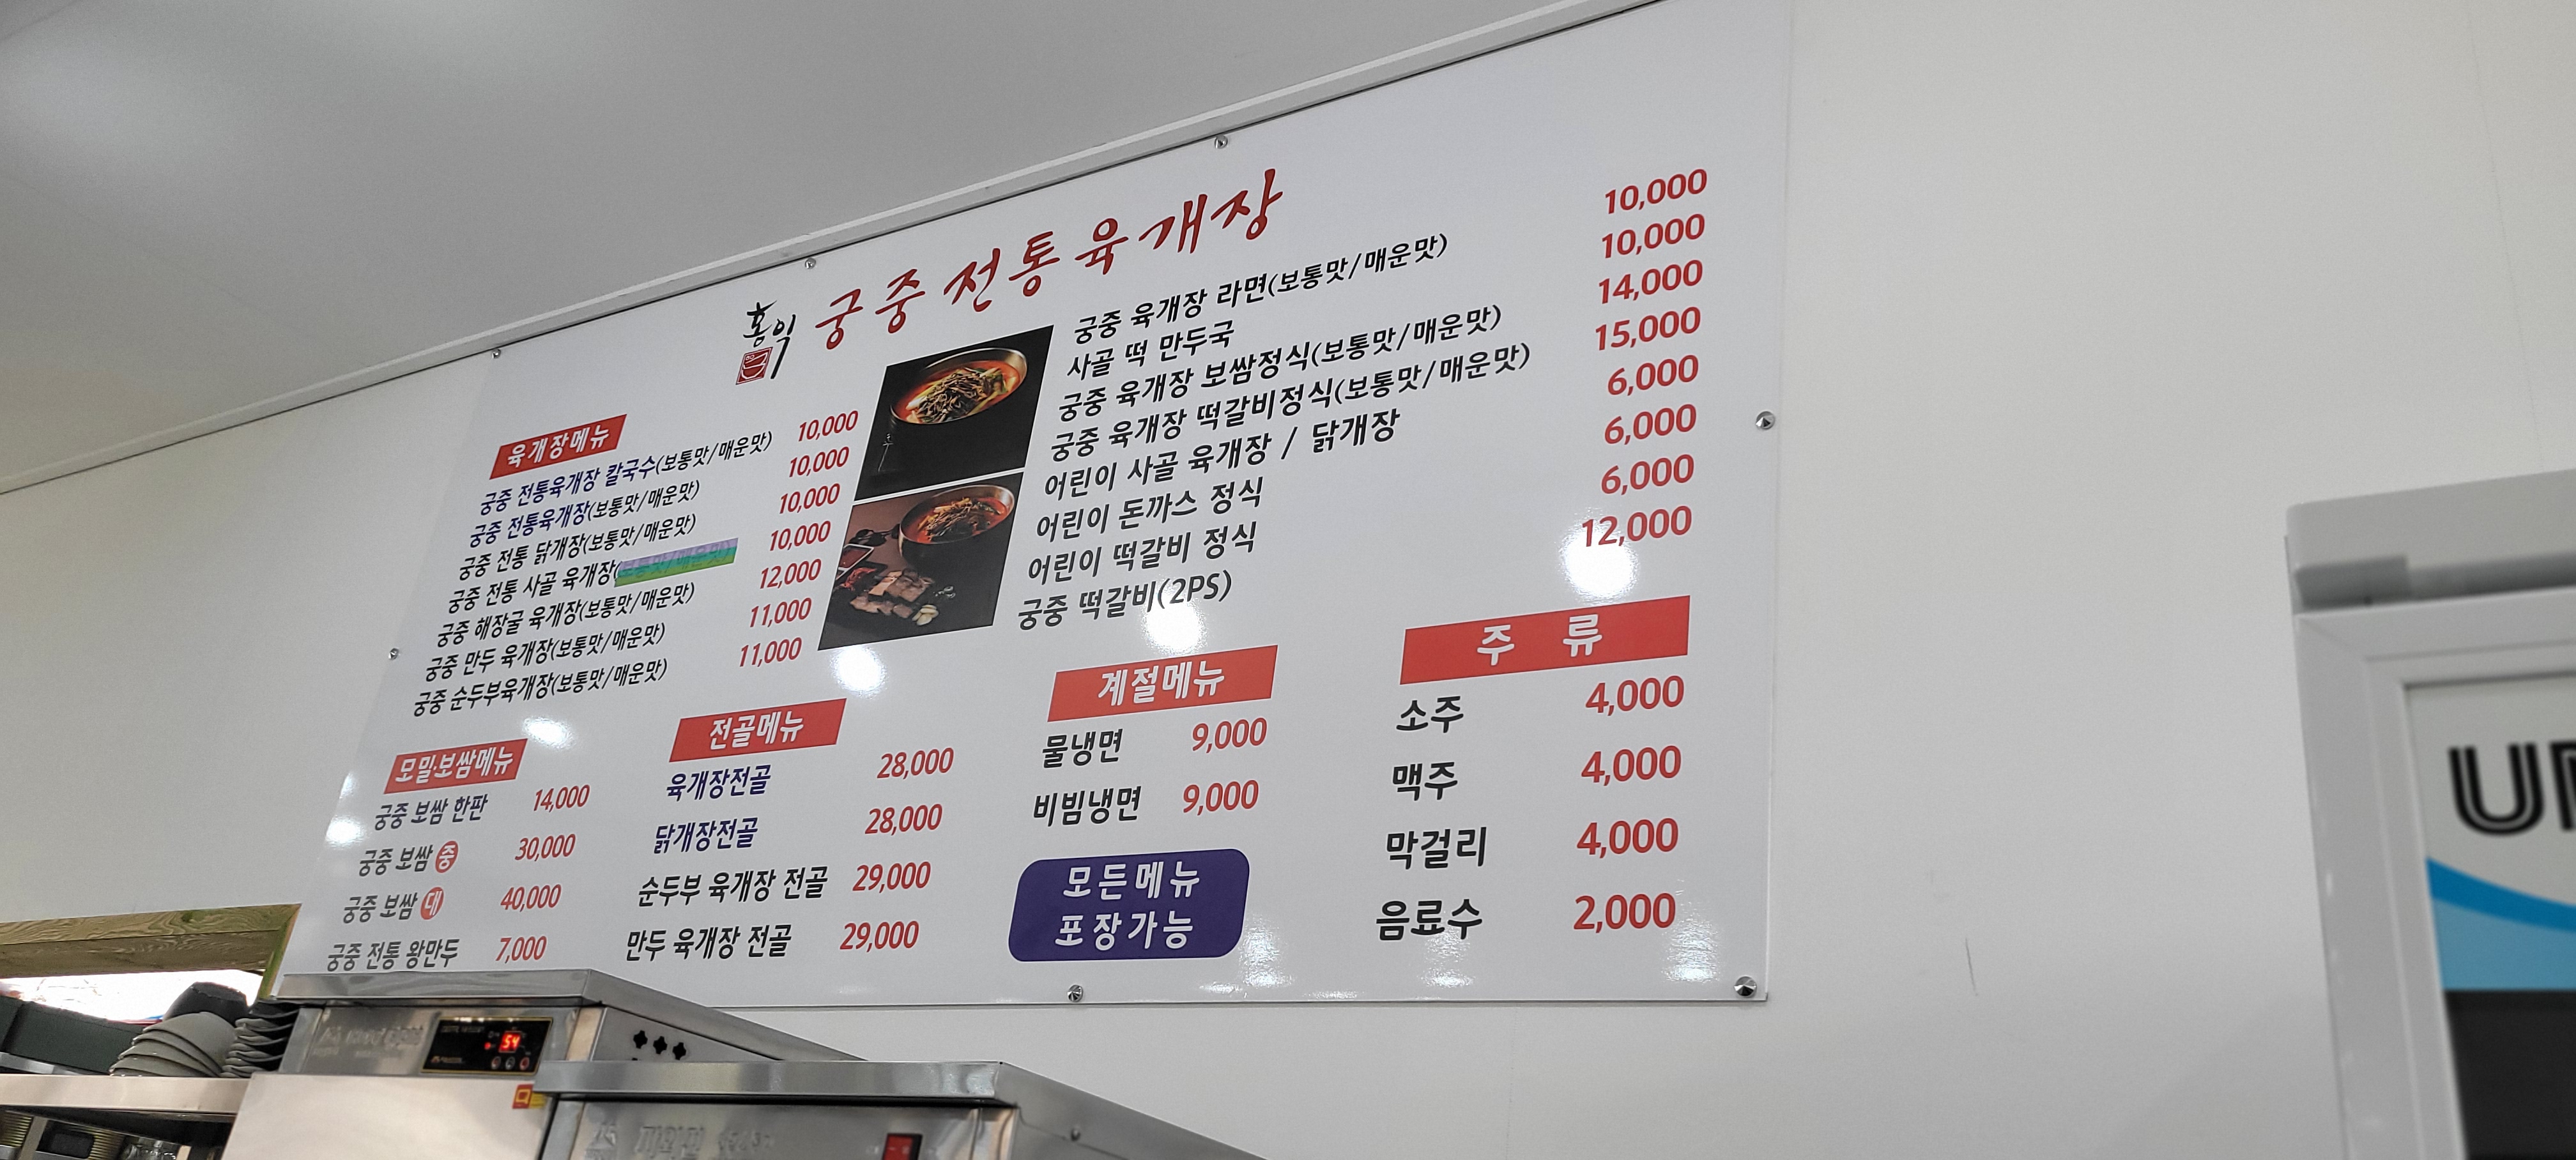 홍익 궁중 전통육개장
육개장메뉴
궁중 전통육개장 칼국수(보통맛/매운맛) 10,000
궁중 전통육개장(보통맛/매운맛) 10,000
궁중 전통 닭개장(보통맛/매운맛) 10,000
궁중 전통 사골 육개장( 10,000
궁중 해장굴 육개장(보통맛/매운맛) 12,000
궁중 만두 육개장(보통맛/매운맛) 11,000
궁중 순두부육개장(보통맛/매운맛) 11,000
궁중 육개장 라면(보통맛/매운맛) 10,000
사골 떡 만두국 10,000
궁중 육개장 보쌈정식(보통맛/매운맛) 14,000
궁중 육개장 떡갈비정식(보통맛/매운맛) 15,000
어린이 사골 육개장 / 닭개장 6,000
어린이 돈까스 정식 6,000
어린이 떡갈비 정식 6,000
궁중 떡갈비(2PS) 12,000
모밀·보쌈메뉴
궁중 보쌈 한판 14,000
궁중 보쌈 중 30,000
궁중 보쌈 대 40,000
궁중 전통 왕만두 7,000
전골메뉴
육개장전골 28,000
닭개장전골 28,000
순두부 육개장 전골 29,000
만두 육개장 전골 29,000
계절메뉴
물냉면 9,000
비빔냉면 9,000
모든메뉴
포장가능
주 류
소주 4,000
맥주 4,000
막걸리 4,000
음료수 2,000
54